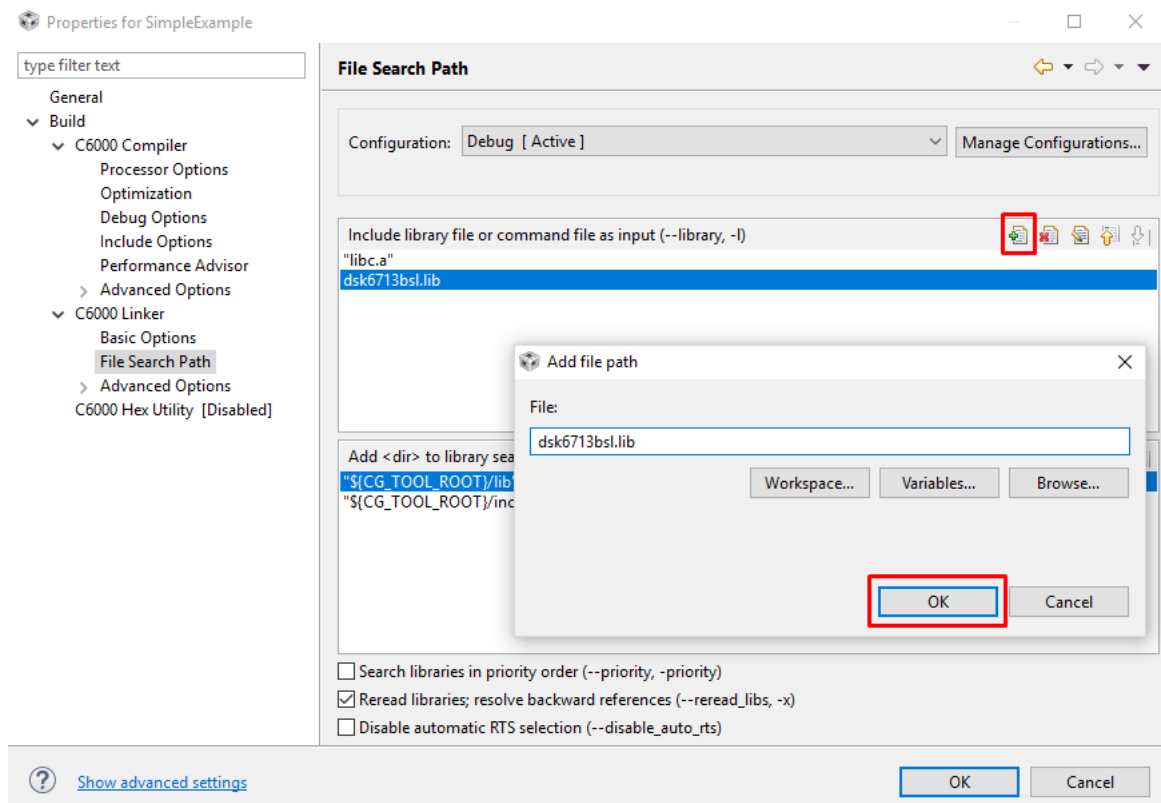 Properties for SimpleExample
type filter text
General
Build
C6000 Compiler
Processor Options
Optimization
Debug Options
Include Options
Performance Advisor
Advanced Options
C6000 Linker
Basic Options
File Search Path
Advanced Options
C6000 Hex Utility [Disabled]
File Search Path
Configuration: Debug [ Active ] Manage Configurations...
Include library file or command file as input (--library, -l)
"libc.a"
dsk6713bsl.lib
Add file path
File:
dsk6713bsl.lib
Workspace... Variables... Browse...
OK Cancel
Add <dir> to library sea
"${CG_TOOL_ROOT}/lib"
"${CG_TOOL_ROOT}/inc
Search libraries in priority order (--priority, -priority)
Reread libraries; resolve backward references (--reread_libs, -x)
Disable automatic RTS selection (--disable_auto_rts)
? Show advanced settings
OK Cancel